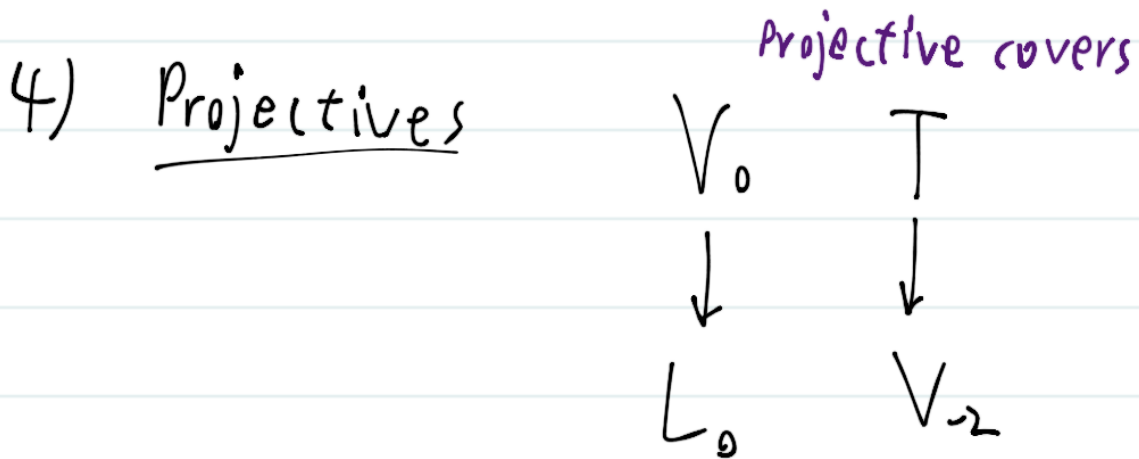 Projective covers
4) Projectives V₀ T
↓ ↓
L₀ V₋₂